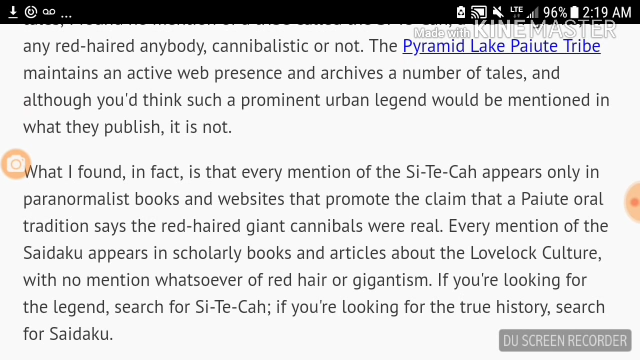 LTE 96% 2:19 AM
Made with KINEMASTER
any red-haired anybody, cannibalistic or not. The Pyramid Lake Paiute Tribe
maintains an active web presence and archives a number of tales, and
although you'd think such a prominent urban legend would be mentioned in
what they publish, it is not.
What I found, in fact, is that every mention of the Si-Te-Cah appears only in
paranormalist books and websites that promote the claim that a Paiute oral
tradition says the red-haired giant cannibals were real. Every mention of the
Saidaku appears in scholarly books and articles about the Lovelock Culture,
with no mention whatsoever of red hair or gigantism. If you're looking for
the legend, search for Si-Te-Cah; if you're looking for the true history, search
for Saidaku.
DU SCREEN RECORDER